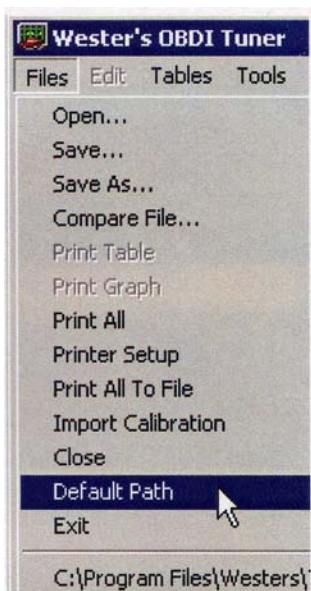 Wester's OBDI Tuner
Files Edit Tables Tools
Open...
Save...
Save As...
Compare File...
Print Table
Print Graph
Print All
Printer Setup
Print All To File
Import Calibration
Close
Default Path
Exit
C:\Program Files\Westers\